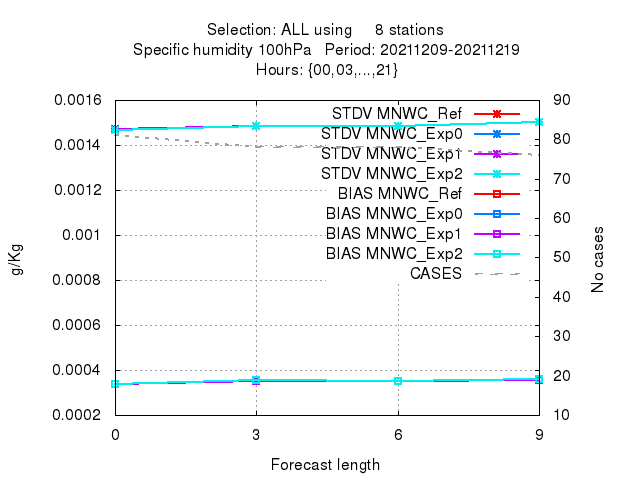 Selection: ALL using 8 stations
Specific humidity 100hPa Period: 20211209-20211219
Hours: {00,03,...,21}
0.0016
0.0014
0.0012
0.001
0.0008
0.0006
0.0004
0.0002
g/Kg
STDV MNWC_Ref
STDV MNWC_Exp0
STDV MNWC_Exp1
STDV MNWC_Exp2
BIAS MNWC_Ref
BIAS MNWC_Exp0
BIAS MNWC_Exp1
BIAS MNWC_Exp2
CASES
90
80
70
60
50
40
30
20
10
No cases
0 3 6 9
Forecast length